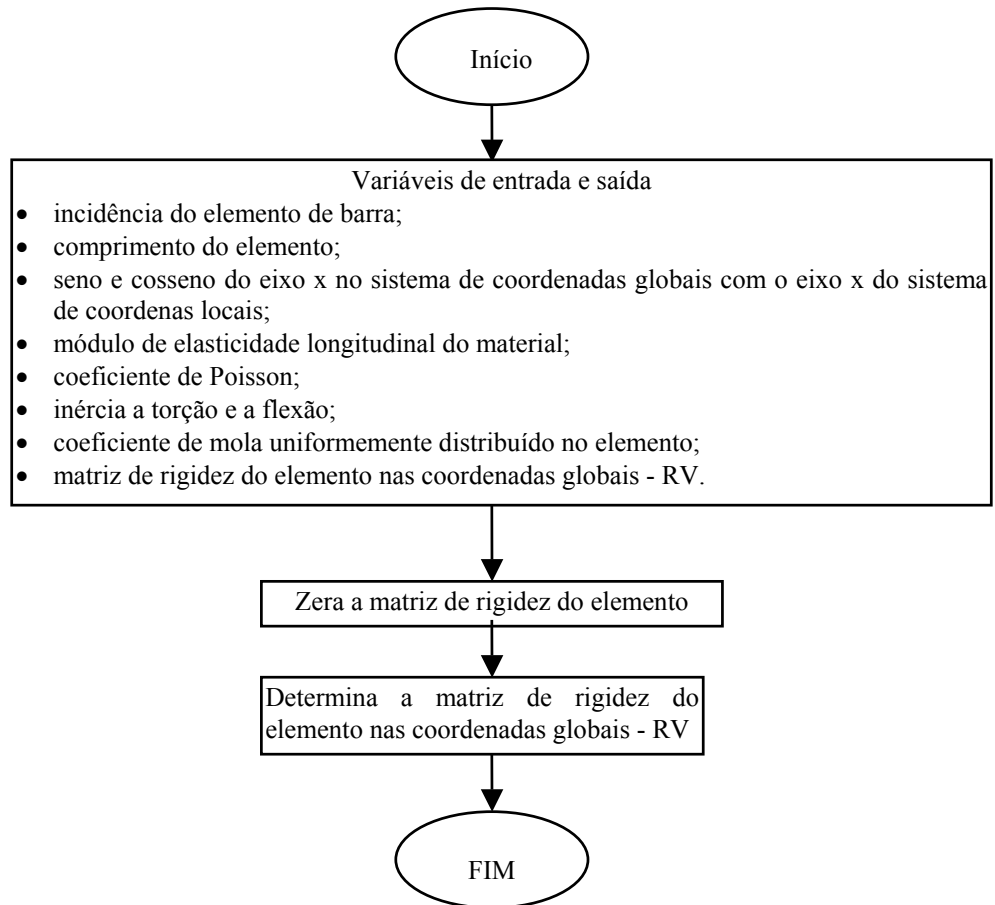 Início
Variáveis de entrada e saída
• incidência do elemento de barra;
• comprimento do elemento;
• seno e cosseno do eixo x no sistema de coordenadas globais com o eixo x do sistema
de coordenas locais;
• módulo de elasticidade longitudinal do material;
• coeficiente de Poisson;
• inércia a torção e a flexão;
• coeficiente de mola uniformemente distribuído no elemento;
• matriz de rigidez do elemento nas coordenadas globais - RV.
Zera a matriz de rigidez do elemento
Determina a matriz de rigidez do
elemento nas coordenadas globais - RV
FIM